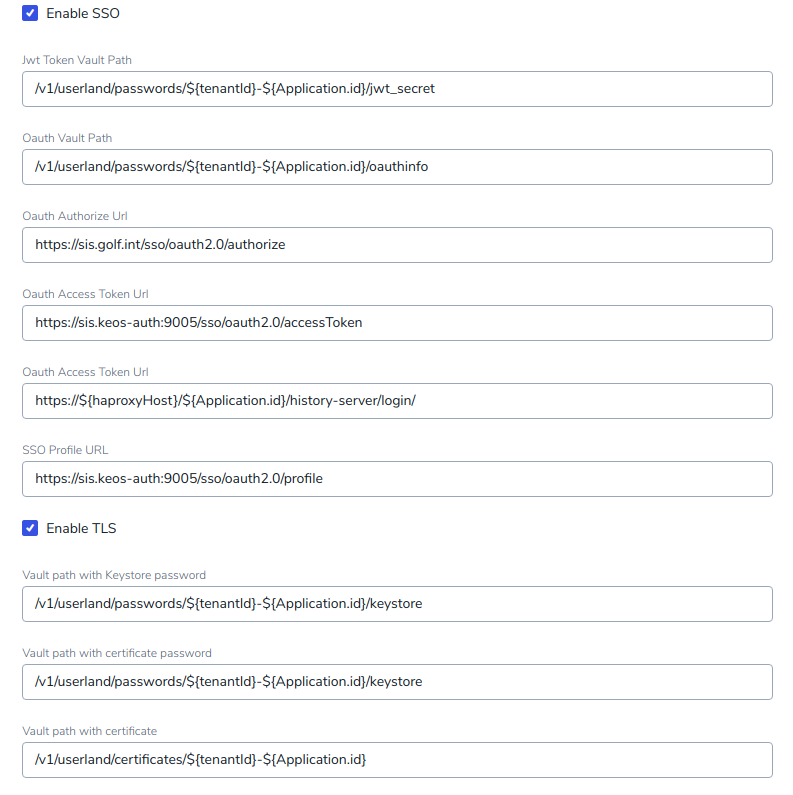 Enable SSO
Jwt Token Vault Path
/v1/userland/passwords/${tenantId}-${Application.id}/jwt_secret
Oauth Vault Path
/v1/userland/passwords/${tenantId}-${Application.id}/oauthinfo
Oauth Authorize Url
https://sis.golf.int/sso/oauth2.0/authorize
Oauth Access Token Url
https://sis.keos-auth:9005/sso/oauth2.0/accessToken
Oauth Access Token Url
https://${haproxyHost}/${Application.id}/history-server/login/
SSO Profile URL
https://sis.keos-auth:9005/sso/oauth2.0/profile
Enable TLS
Vault path with Keystore password
/v1/userland/passwords/${tenantId}-${Application.id}/keystore
Vault path with certificate password
/v1/userland/passwords/${tenantId}-${Application.id}/keystore
Vault path with certificate
/v1/userland/certificates/${tenantId}-${Application.id}